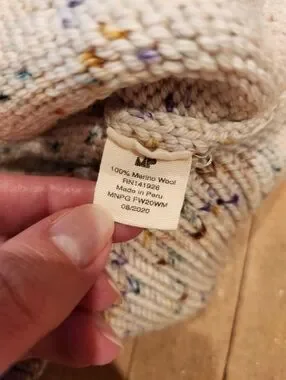 MP
100% Merino Wool
RN141926
Made in Peru
MNPG FW20WM
08/2020